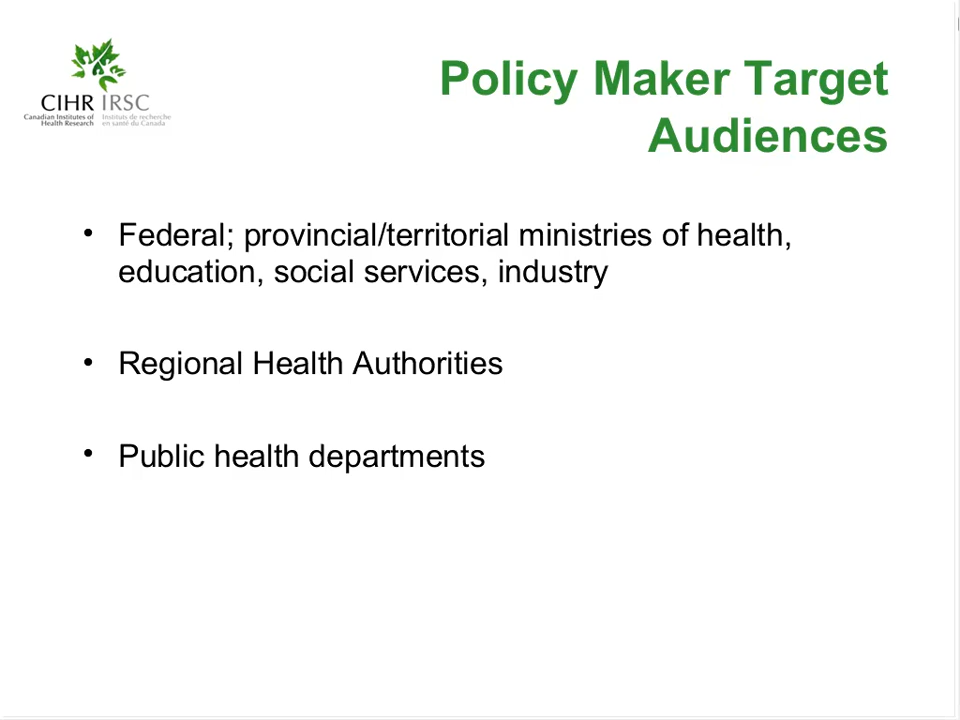 CIHR IRSC
Canadian Institutes of Health Research
Instituts de recherche en santé du Canada
Policy Maker Target
Audiences
• Federal; provincial/territorial ministries of health,
education, social services, industry
• Regional Health Authorities
• Public health departments